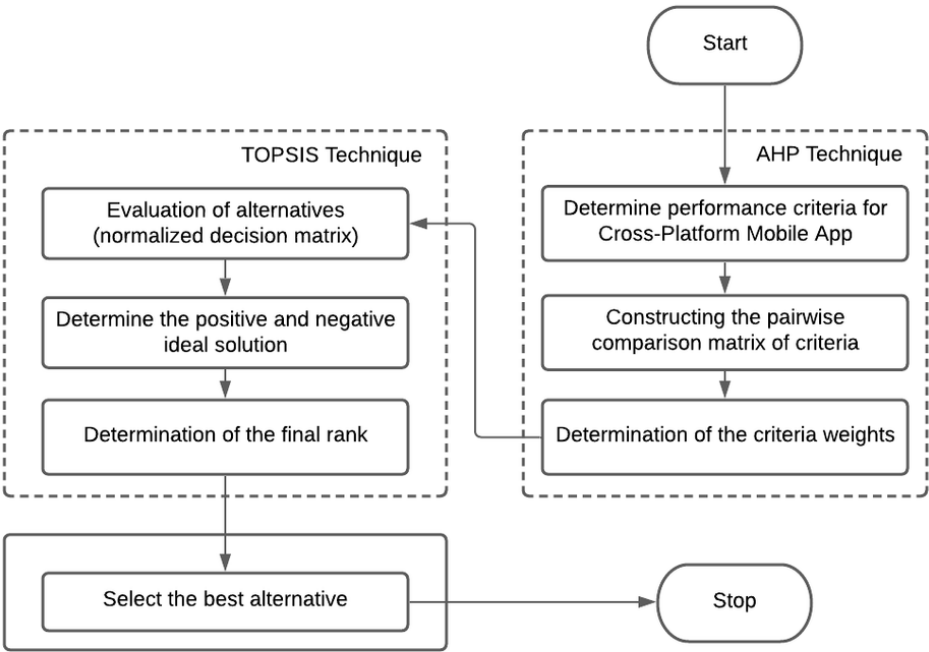 Start
AHP Technique
Determine performance criteria for
Cross-Platform Mobile App
Constructing the pairwise
comparison matrix of criteria
Determination of the criteria weights
TOPSIS Technique
Evaluation of alternatives
(normalized decision matrix)
Determine the positive and negative
ideal solution
Determination of the final rank
Select the best alternative
Stop